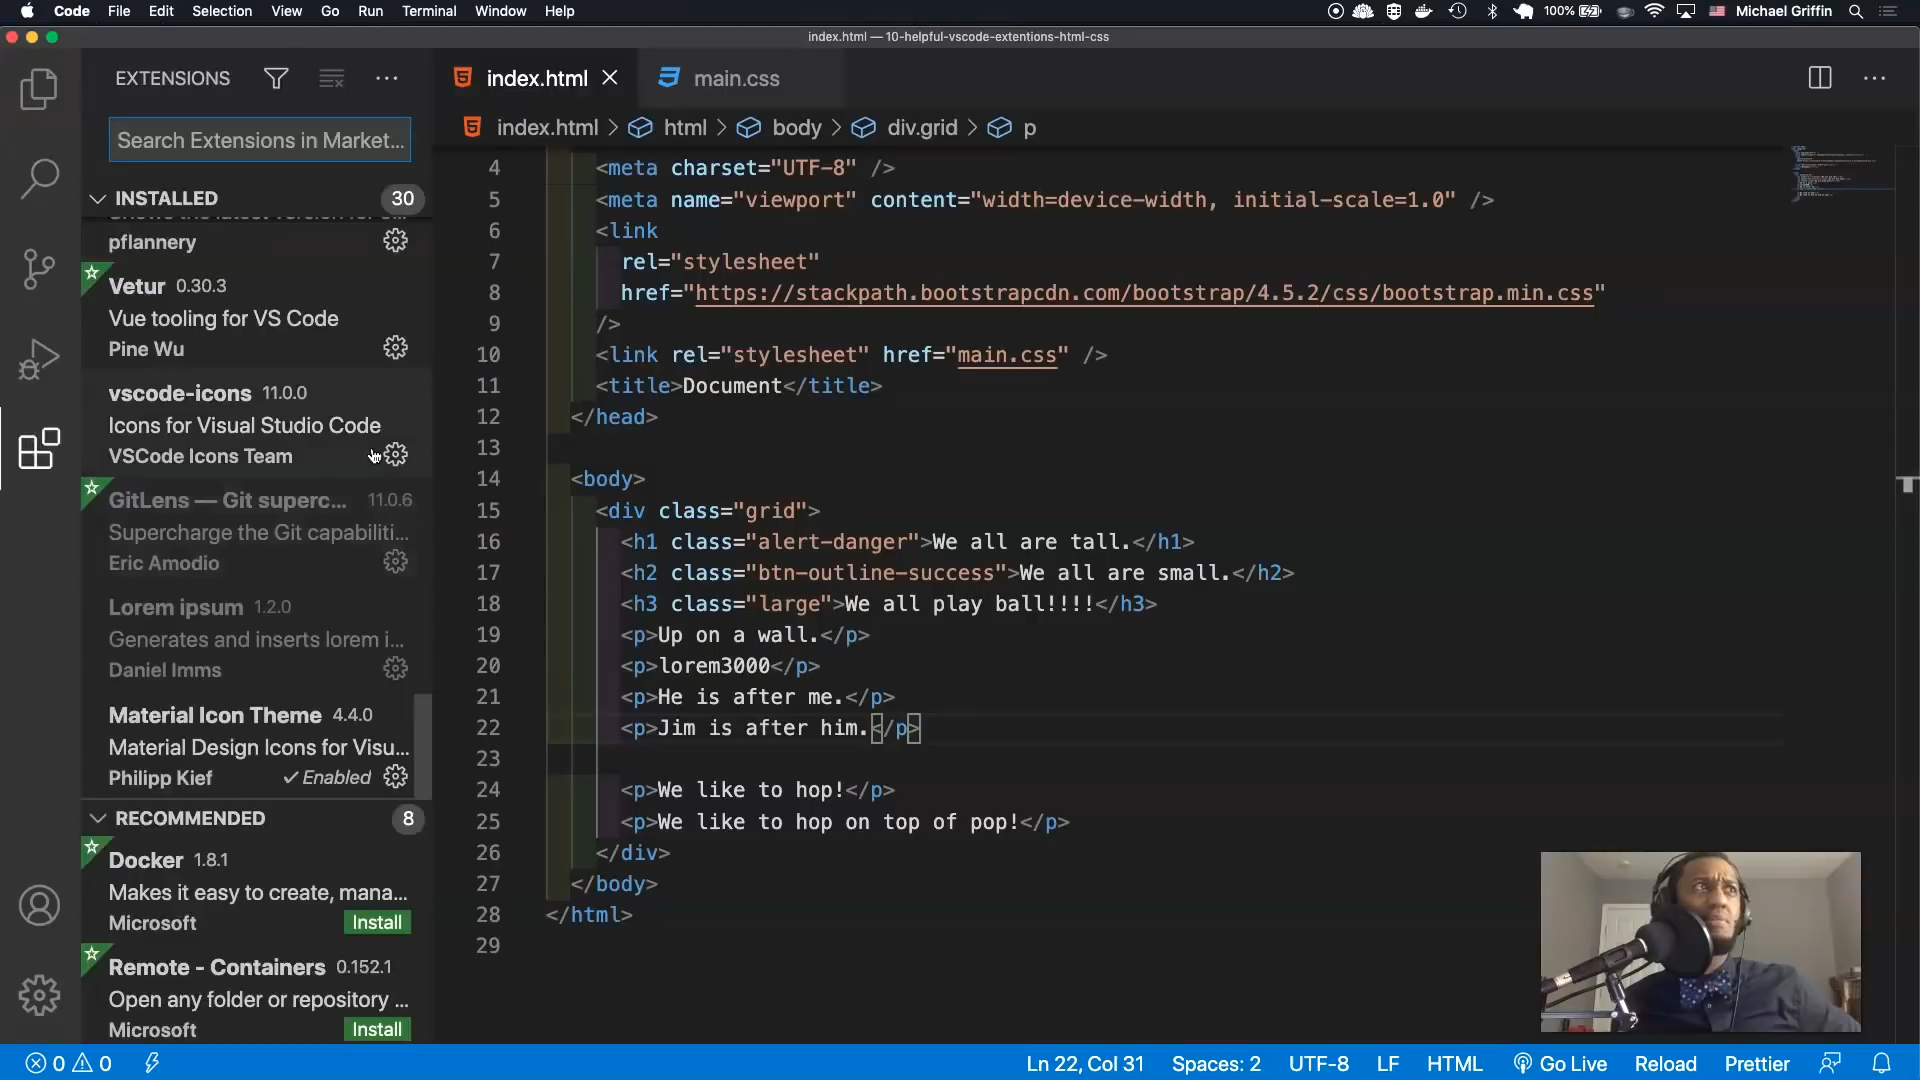 Code File Edit Selection View Go Run Terminal Window Help
100% Michael Griffin
index.html — 10-helpful-vscode-extentions-html-css
EXTENSIONS
Search Extensions in Market...
INSTALLED 30
pflannery
Vetur 0.30.3
Vue tooling for VS Code
Pine Wu
vscode-icons 11.0.0
Icons for Visual Studio Code
VSCode Icons Team
GitLens — Git superc... 11.0.6
Supercharge the Git capabiliti...
Eric Amodio
Lorem ipsum 1.2.0
Generates and inserts lorem i...
Daniel Imms
Material Icon Theme 4.4.0
Material Design Icons for Visu...
Philipp Kief ✓ Enabled
RECOMMENDED 8
Docker 1.8.1
Makes it easy to create, mana...
Microsoft Install
Remote - Containers 0.152.1
Open any folder or repository ...
Microsoft Install
index.html main.css
index.html > html > body > div.grid > p
4 <meta charset="UTF-8" />
5 <meta name="viewport" content="width=device-width, initial-scale=1.0" />
6 <link
7 rel="stylesheet"
8 href="https://stackpath.bootstrapcdn.com/bootstrap/4.5.2/css/bootstrap.min.css"
9 />
10 <link rel="stylesheet" href="main.css" />
11 <title>Document</title>
12 </head>
13
14 <body>
15 <div class="grid">
16 <h1 class="alert-danger">We all are tall.</h1>
17 <h2 class="btn-outline-success">We all are small.</h2>
18 <h3 class="large">We all play ball!!!!</h3>
19 <p>Up on a wall.</p>
20 <p>lorem3000</p>
21 <p>He is after me.</p>
22 <p>Jim is after him.</p>
23
24 <p>We like to hop!</p>
25 <p>We like to hop on top of pop!</p>
26 </div>
27 </body>
28 </html>
29
0 0 Ln 22, Col 31 Spaces: 2 UTF-8 LF HTML Go Live Reload Prettier